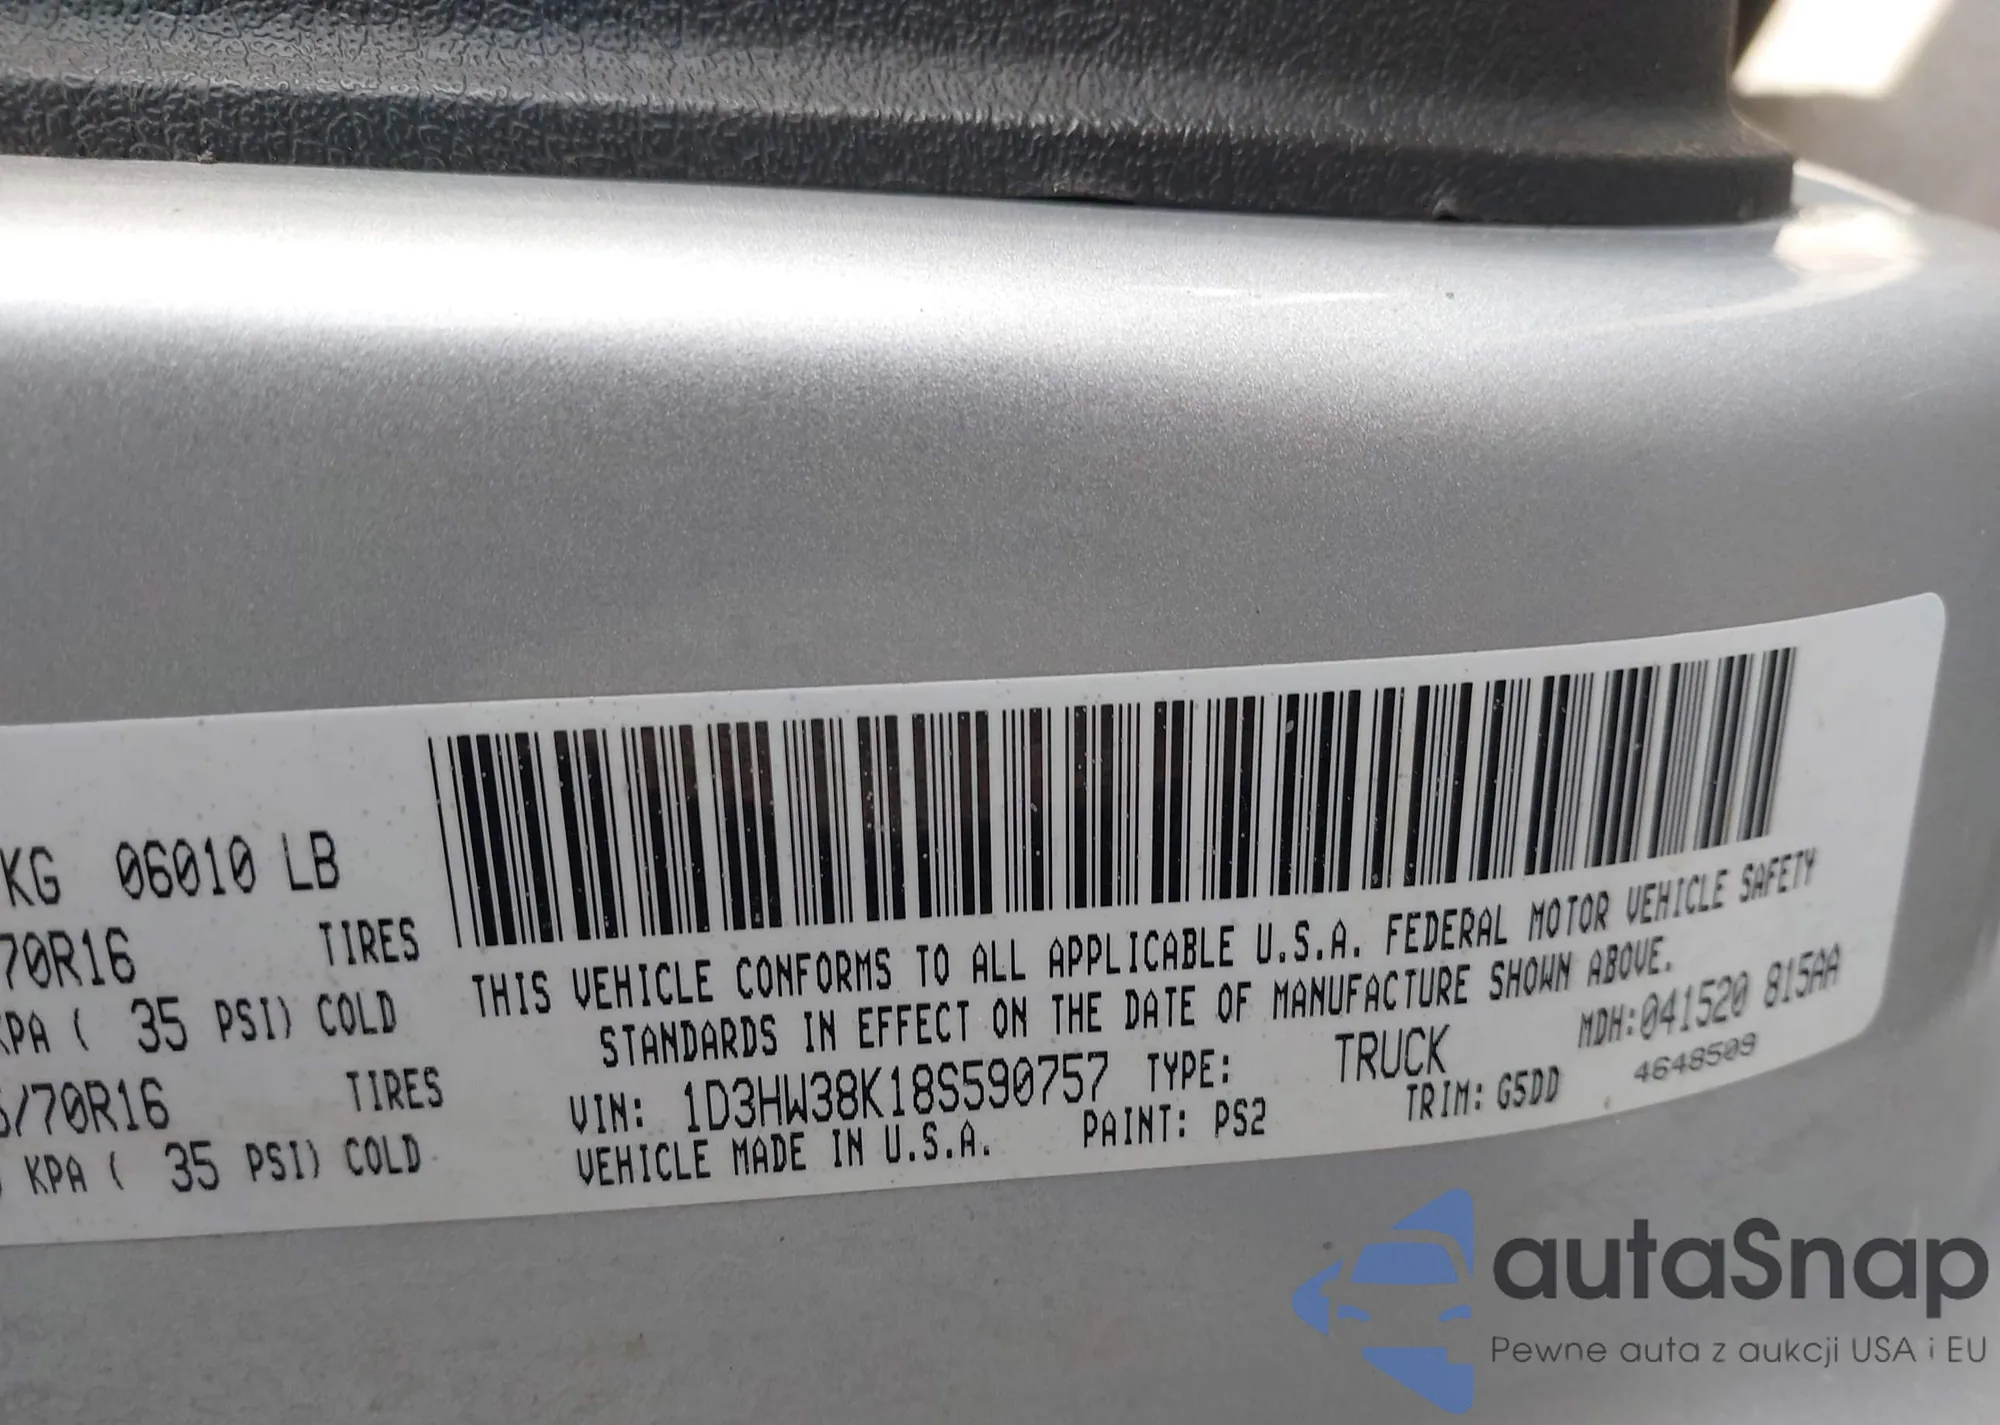 KG 06010 LB
70R16 TIRES
KPA ( 35 PSI) COLD
/70R16 TIRES
KPA ( 35 PSI) COLD
THIS VEHICLE CONFORMS TO ALL APPLICABLE U.S.A. FEDERAL MOTOR VEHICLE SAFETY
STANDARDS IN EFFECT ON THE DATE OF MANUFACTURE SHOWN ABOVE.
MDH:041520 815AA
VIN: 1D3HW38K18S590757 TYPE: TRUCK
4648509
VEHICLE MADE IN U.S.A. PAINT: PS2 TRIM: G5DD
autaSnap
Pewne auta z aukcji USA i EU